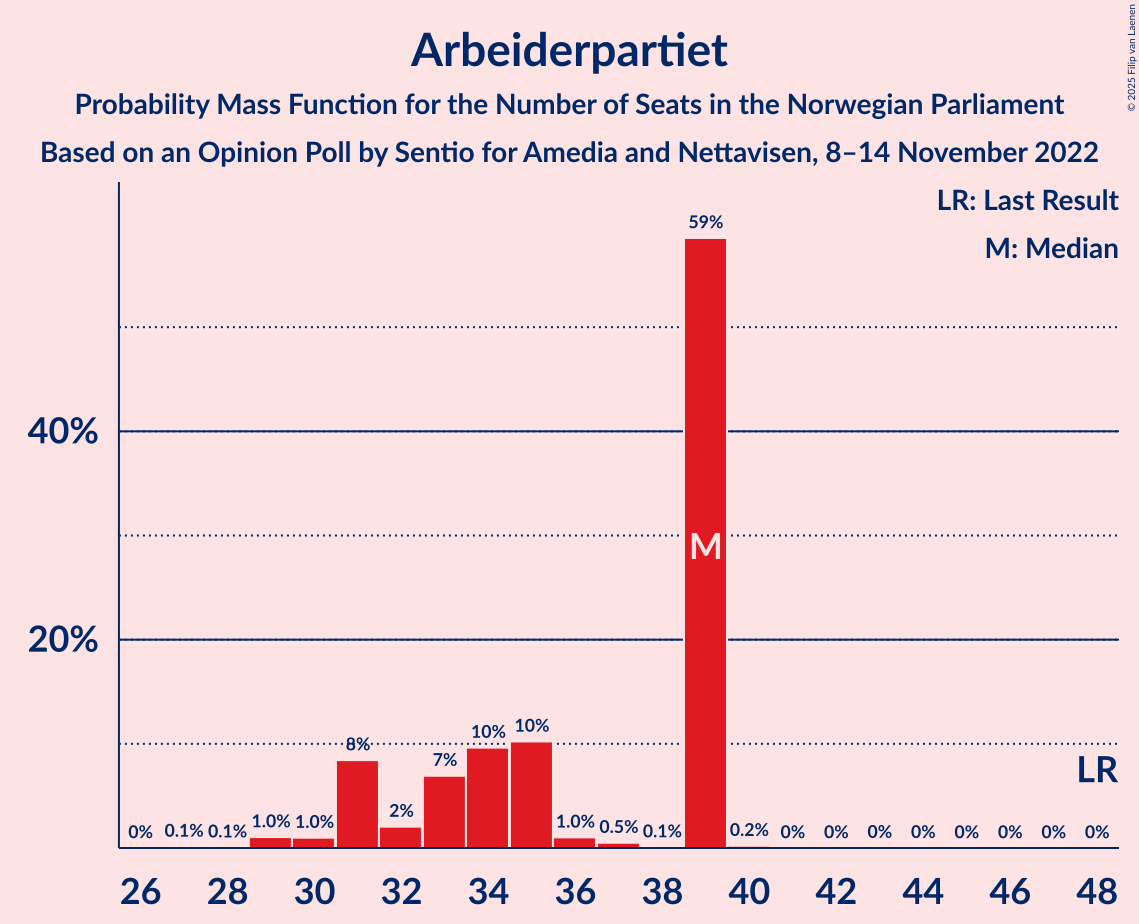 Arbeiderpartiet
Probability Mass Function for the Number of Seats in the Norwegian Parliament
Based on an Opinion Poll by Sentio for Amedia and Nettavisen, 8–14 November 2022
© 2025 Filip van Laenen
LR: Last Result
M: Median
59%
40%
M
20%
10%
10%
8%
7%
LR
2%
1.0%
1.0%
1.0%
0.5%
0%
0.1%
0.1%
0.1%
0.2%
0%
0%
0%
0%
0%
0%
0%
0%
26 28 30 32 34 36 38 40 42 44 46 48